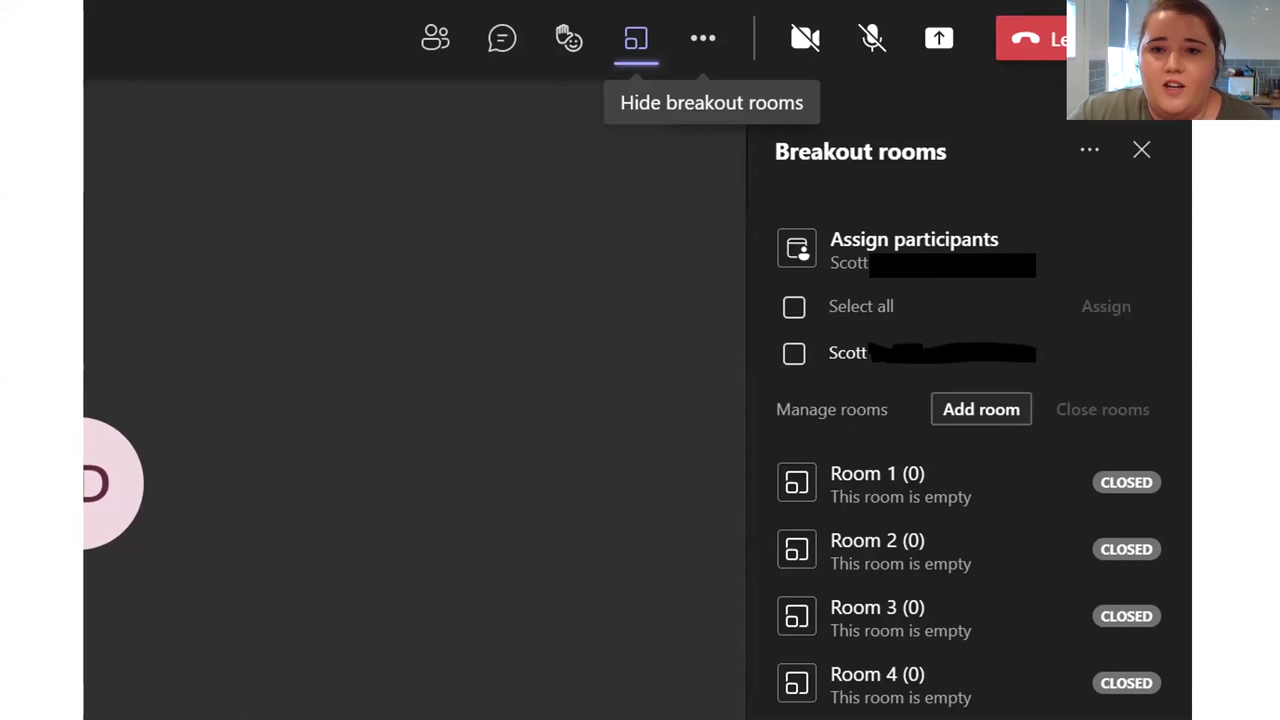 Le
Hide breakout rooms
Breakout rooms
Assign participants
Scott
Select all
Assign
Scott
Manage rooms
Add room
Close rooms
Room 1 (0)
This room is empty
CLOSED
Room 2 (0)
This room is empty
CLOSED
Room 3 (0)
This room is empty
CLOSED
Room 4 (0)
This room is empty
CLOSED
D